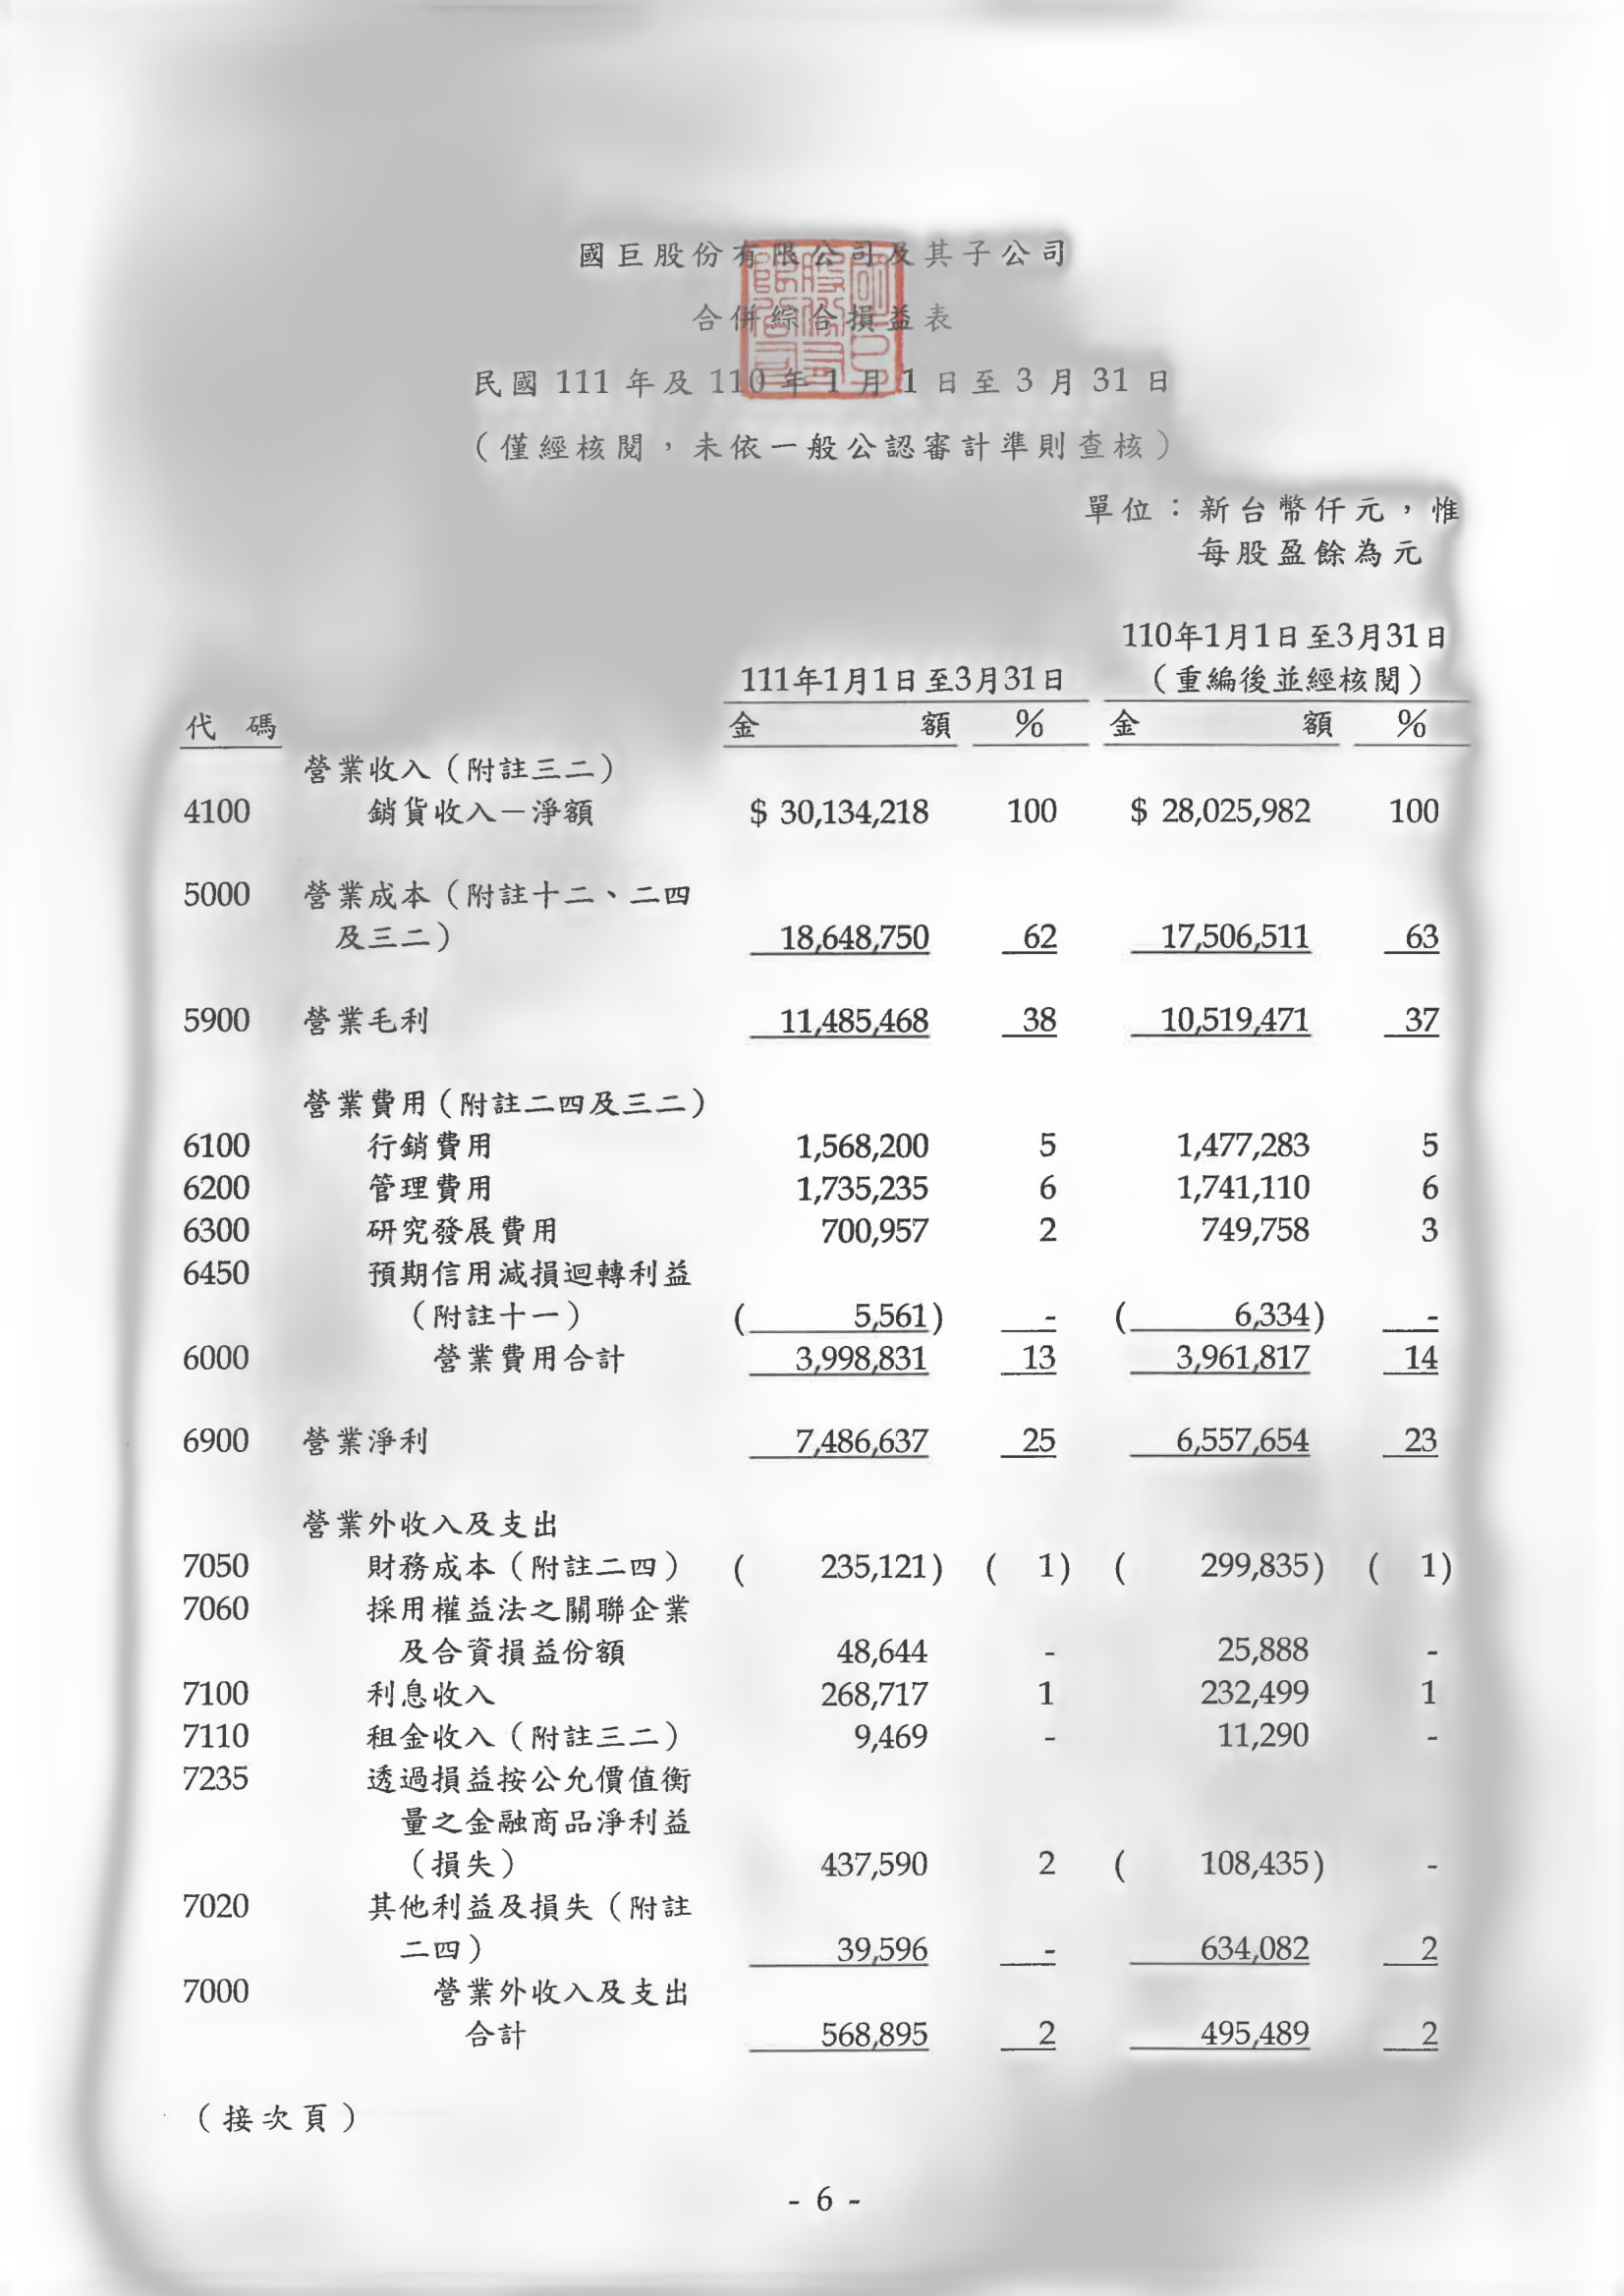 國巨股份有限公司及其子公司
合併綜合損益表
民國 111 年及 110 年 1 月 1 日至 3 月 31 日
（僅經核閱，未依一般公認審計準則查核）
單位：新台幣仟元，惟
每股盈餘為元
110年1月1日至3月31日
111年1月1日至3月31日 （重編後並經核閱）
代 碼 金 額 % 金 額 %
營業收入（附註三二）
4100 銷貨收入－淨額 $ 30,134,218 100 $ 28,025,982 100
5000 營業成本（附註十二、二四
及三二） 18,648,750 62 17,506,511 63
5900 營業毛利 11,485,468 38 10,519,471 37
營業費用（附註二四及三二）
6100 行銷費用 1,568,200 5 1,477,283 5
6200 管理費用 1,735,235 6 1,741,110 6
6300 研究發展費用 700,957 2 749,758 3
6450 預期信用減損迴轉利益
（附註十一） ( 5,561) - ( 6,334) -
6000 營業費用合計 3,998,831 13 3,961,817 14
6900 營業淨利 7,486,637 25 6,557,654 23
營業外收入及支出
7050 財務成本（附註二四） ( 235,121) ( 1) ( 299,835) ( 1)
7060 採用權益法之關聯企業
及合資損益份額 48,644 - 25,888 -
7100 利息收入 268,717 1 232,499 1
7110 租金收入（附註三二） 9,469 - 11,290 -
7235 透過損益按公允價值衡
量之金融商品淨利益
（損失） 437,590 2 ( 108,435) -
7020 其他利益及損失（附註
二四） 39,596 - 634,082 2
7000 營業外收入及支出
合計 568,895 2 495,489 2
（接次頁）
- 6 -